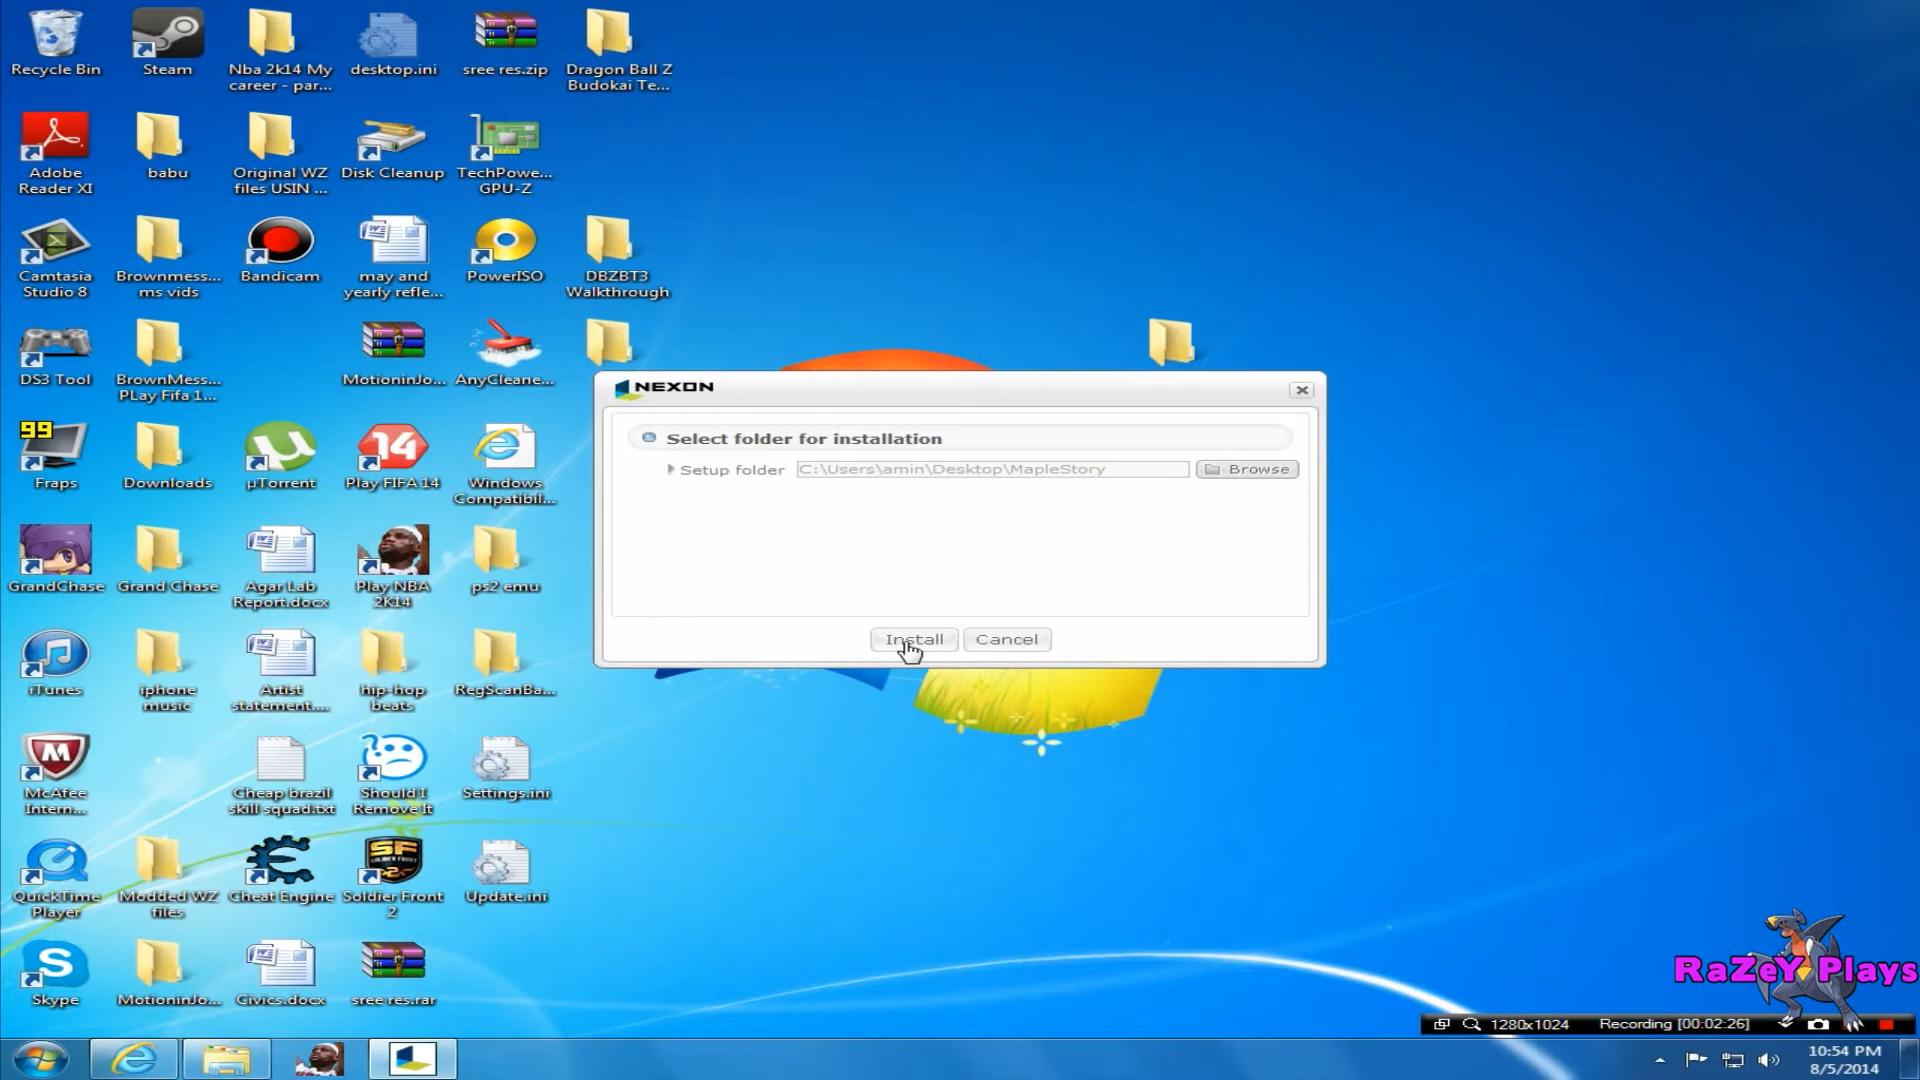 Recycle Bin
Steam
Nba 2k14 My
career - par...
desktop.ini
sree res.zip
Dragon Ball Z
Budokai Te...
Adobe
Reader XI
babu
Original WZ
files USIN ...
Disk Cleanup
TechPowe...
GPU-Z
Camtasia
Studio 8
Brownmess...
ms vids
Bandicam
may and
yearly refle...
PowerISO
DBZBT3
Walkthrough
DS3 Tool
BrownMess...
PLay Fifa 1...
MotioninJo...
AnyCleane...
NEXON
Select folder for installation
Setup folder
C:\Users\amin\Desktop\MapleStory
Browse
Install
Cancel
99
Fraps
Downloads
µTorrent
14
Play FIFA 14
Windows
Compatibil...
GrandChase
Grand Chase
Agar Lab
Report.docx
Play NBA
2K14
ps2 emu
iTunes
iphone
music
Artist
statement....
hip-hop
beats
RegScanBa...
McAfee
Intern...
Cheap brazil
skill squad.txt
Should I
Remove It
Settings.ini
QuickTime
Player
Modded WZ
files
Cheat Engine
SF
SOLDIER FRONT
2
Soldier Front
2
Update.ini
Skype
MotioninJo...
Civics.docx
sree res.rar
RaZeY Plays
1280x1024
Recording [00:02:26]
10:54 PM
8/5/2014